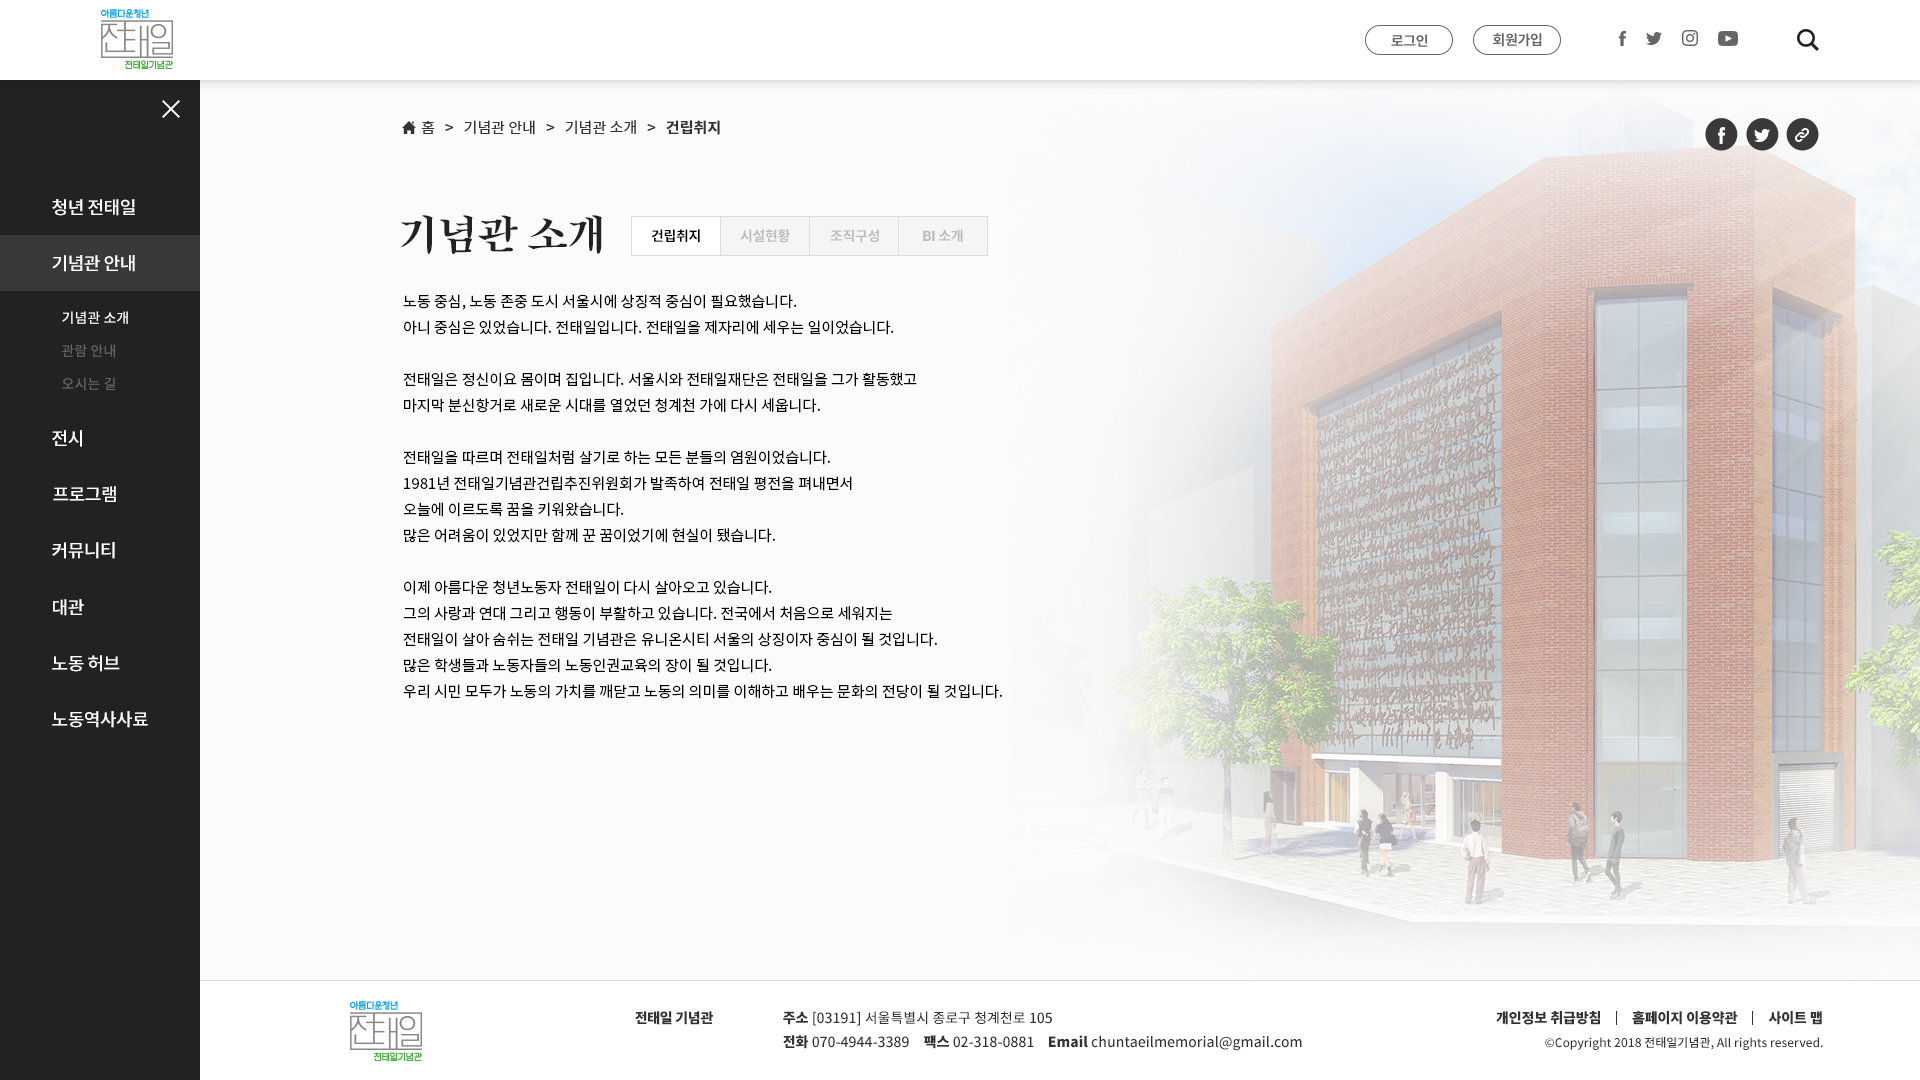 아름다운청년
전태일
전태일기념관
로그인
회원가입
홈 > 기념관 안내 > 기념관 소개 > 건립취지
청년 전태일
기념관 안내
기념관 소개
관람 안내
오시는 길
전시
프로그램
커뮤니티
대관
노동 허브
노동역사사료
기념관 소개
건립취지
시설현황
조직구성
BI 소개
노동 중심, 노동 존중 도시 서울시에 상징적 중심이 필요했습니다.
아니 중심은 있었습니다. 전태일입니다. 전태일을 제자리에 세우는 일이었습니다.
전태일은 정신이요 몸이며 집입니다. 서울시와 전태일재단은 전태일을 그가 활동했고
마지막 분신항거로 새로운 시대를 열었던 청계천 가에 다시 세웁니다.
전태일을 따르며 전태일처럼 살기로 하는 모든 분들의 염원이었습니다.
1981년 전태일기념관건립추진위원회가 발족하여 전태일 평전을 펴내면서
오늘에 이르도록 꿈을 키워왔습니다.
많은 어려움이 있었지만 함께 꾼 꿈이었기에 현실이 됐습니다.
이제 아름다운 청년노동자 전태일이 다시 살아오고 있습니다.
그의 사랑과 연대 그리고 행동이 부활하고 있습니다. 전국에서 처음으로 세워지는
전태일이 살아 숨쉬는 전태일 기념관은 유니온시티 서울의 상징이자 중심이 될 것입니다.
많은 학생들과 노동자들의 노동인권교육의 장이 될 것입니다.
우리 시민 모두가 노동의 가치를 깨닫고 노동의 의미를 이해하고 배우는 문화의 전당이 될 것입니다.
아름다운청년
전태일
전태일기념관
전태일 기념관
주소 [03191] 서울특별시 종로구 청계천로 105
전화 070-4944-3389 팩스 02-318-0881 Email chuntaeilmemorial@gmail.com
개인정보 취급방침 | 홈페이지 이용약관 | 사이트 맵
©Copyright 2018 전태일기념관, All rights reserved.